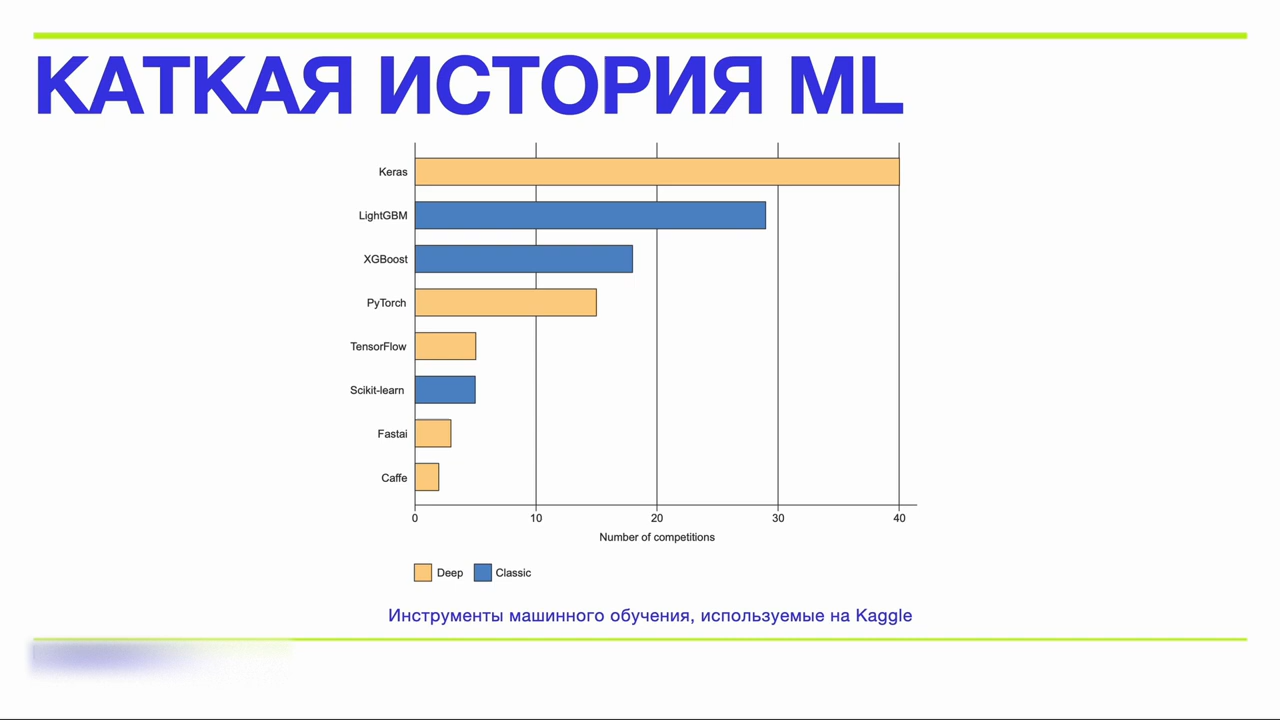 КАТКАЯ ИСТОРИЯ ML
Keras
LightGBM
XGBoost
PyTorch
TensorFlow
Scikit-learn
Fastai
Caffe
0 10 20 30 40
Number of competitions
Deep Classic
Инструменты машинного обучения, используемые на Kaggle